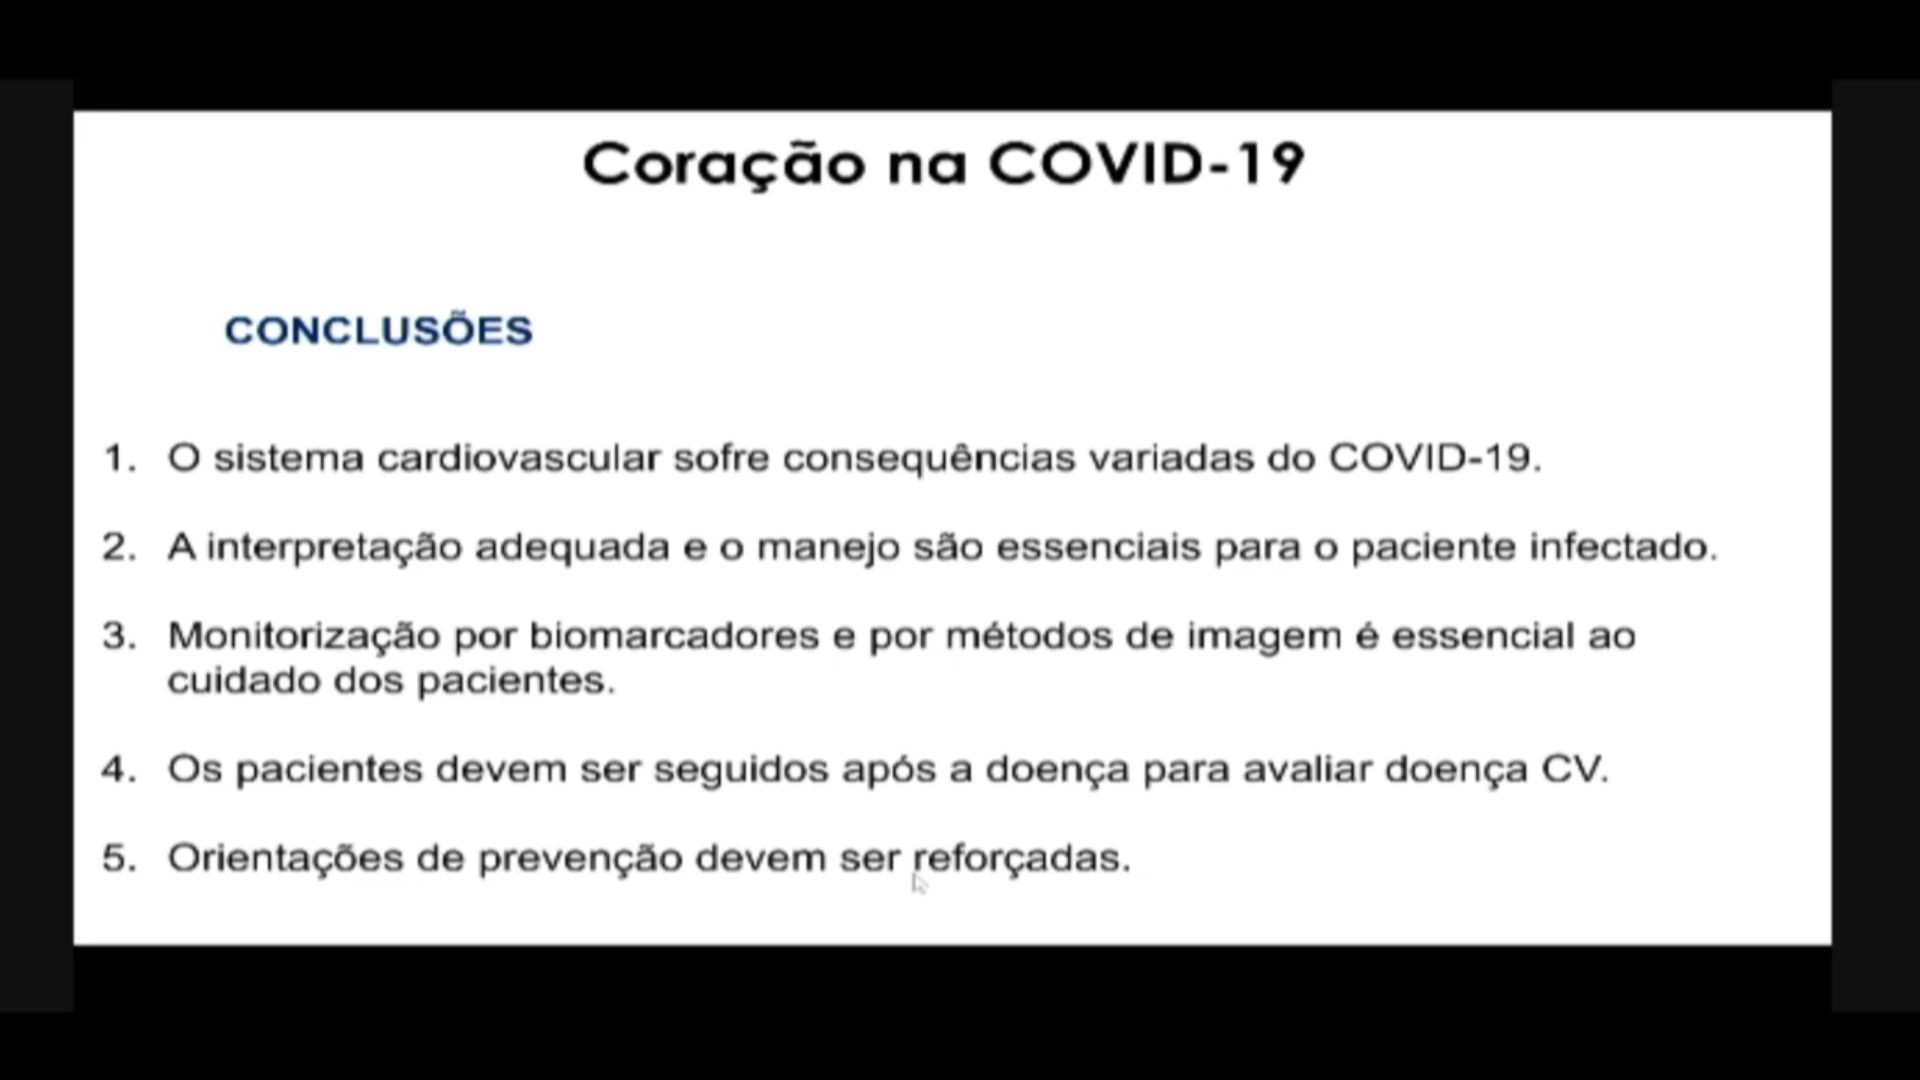 Coração na COVID-19
CONCLUSÕES
1. O sistema cardiovascular sofre consequências variadas do COVID-19.
2. A interpretação adequada e o manejo são essenciais para o paciente infectado.
3. Monitorização por biomarcadores e por métodos de imagem é essencial ao
cuidado dos pacientes.
4. Os pacientes devem ser seguidos após a doença para avaliar doença CV.
5. Orientações de prevenção devem ser reforçadas.